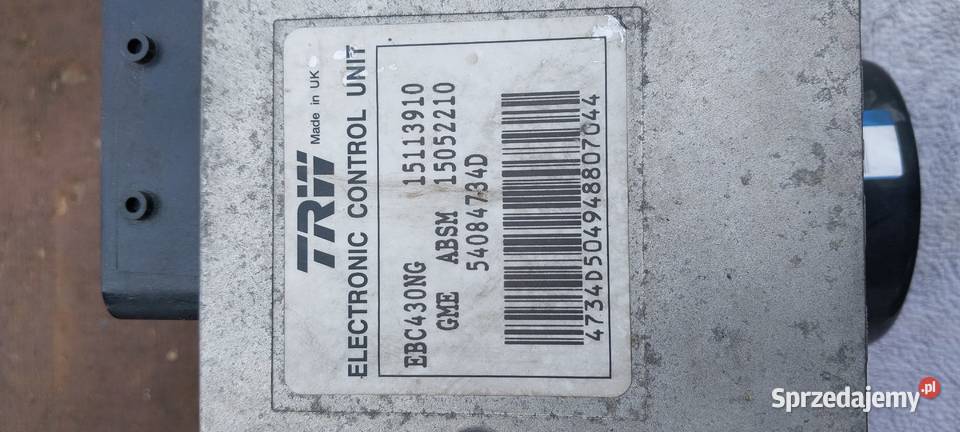 TRW Made in UK
ELECTRONIC CONTROL UNIT
EBC430NG 15113910
GME ABSM 15052210
54084734D
4734D504948807044
Sprzedajemy.pl